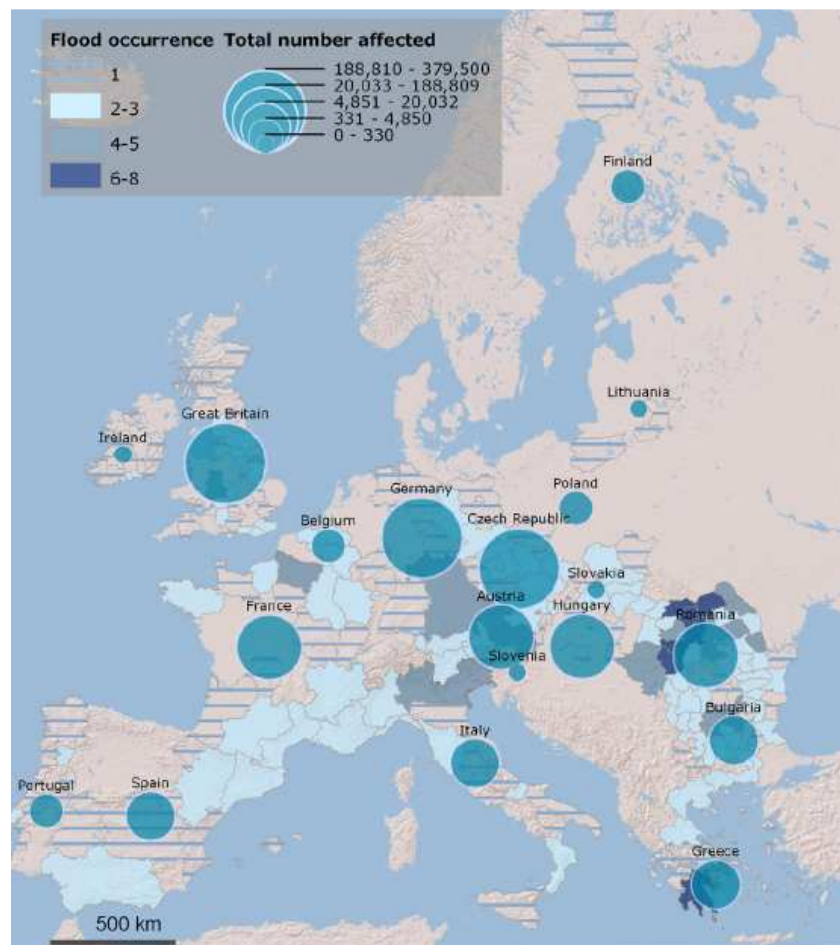 Flood occurrence
1
2-3
4-5
6-8
Total number affected
188,810 - 379,500
20,033 - 188,809
4,851 - 20,032
331 - 4,850
0 - 330
Finland
Lithuania
Great Britain
Ireland
Germany
Poland
Czech Republic
Belgium
Slovakia
France
Austria
Hungary
Romania
Slovenia
Bulgaria
Italy
Portugal
Spain
Greece
500 km